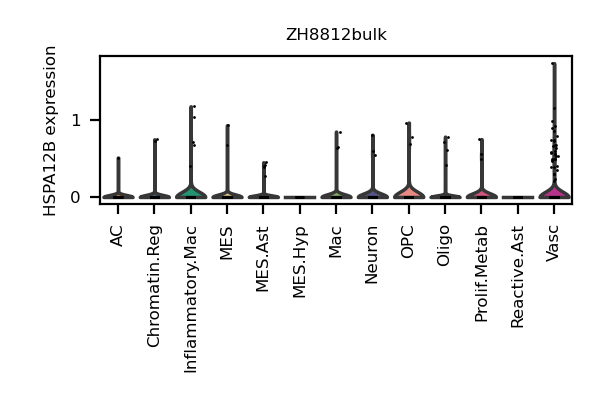 ZH8812bulk
HSPA12B expression
1
0
AC
Chromatin.Reg
Inflammatory.Mac
MES
MES.Ast
MES.Hyp
Mac
Neuron
OPC
Oligo
Prolif.Metab
Reactive.Ast
Vasc